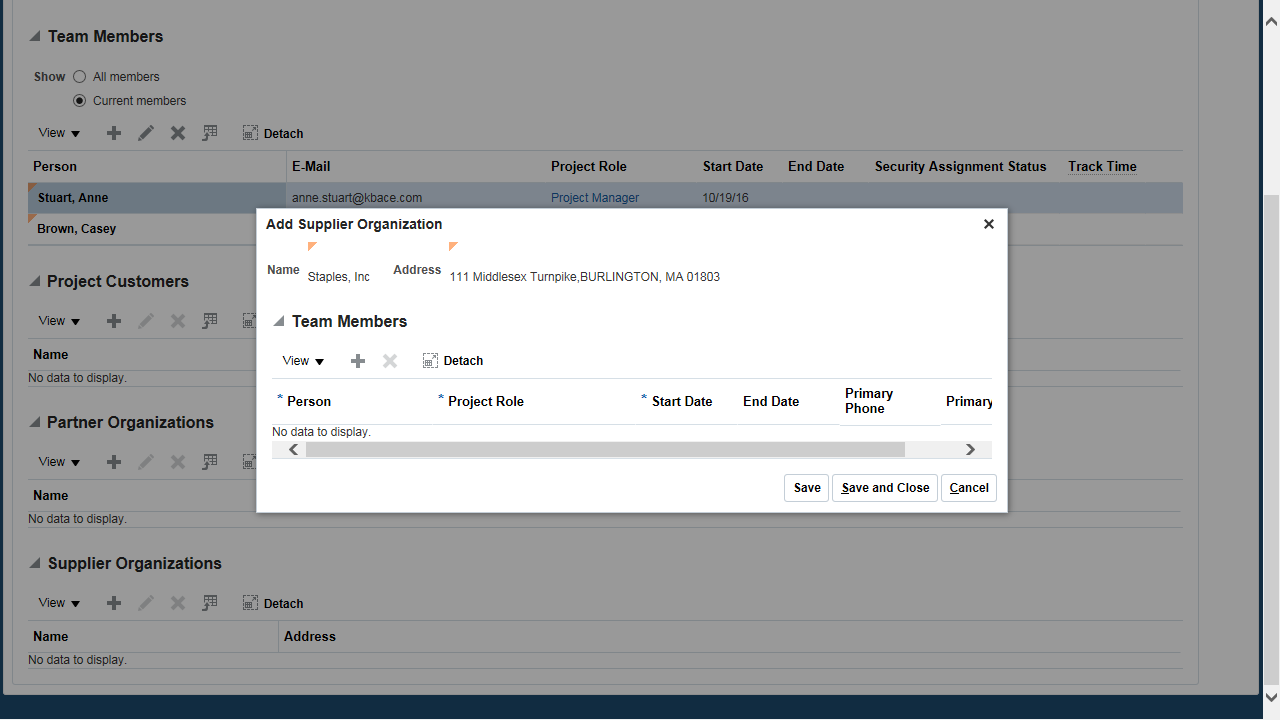 Team Members
Show All members
Current members
View Detach
Person E-Mail Project Role Start Date End Date Security Assignment Status Track Time
Stuart, Anne anne.stuart@kbace.com Project Manager 10/19/16
Brown, Casey
Add Supplier Organization
Name Staples, Inc Address 111 Middlesex Turnpike,BURLINGTON, MA 01803
Team Members
View Detach
* Person * Project Role * Start Date End Date Primary Phone Primary
No data to display.
Save Save and Close Cancel
Project Customers
View
Name
No data to display.
Partner Organizations
View
Name
No data to display.
Supplier Organizations
View Detach
Name Address
No data to display.